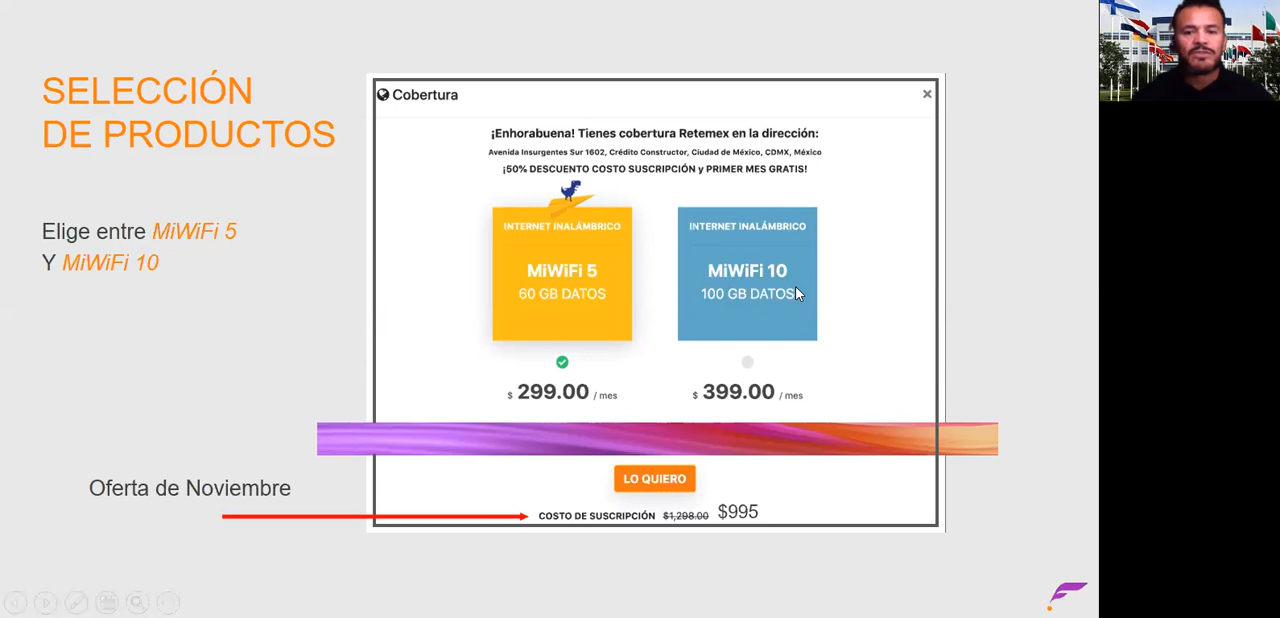 SELECCIÓN
DE PRODUCTOS
Elige entre MiWiFi 5
Y MiWiFi 10
Oferta de Noviembre
Cobertura
¡Enhorabuena! Tienes cobertura Retemex en la dirección:
Avenida Insurgentes Sur 1602, Crédito Constructor, Ciudad de México, CDMX, México
¡50% DESCUENTO COSTO SUSCRIPCIÓN y PRIMER MES GRATIS!
INTERNET INALÁMBRICO
MiWiFi 5
60 GB DATOS
$ 299.00 / mes
INTERNET INALÁMBRICO
MiWiFi 10
100 GB DATOS
$ 399.00 / mes
LO QUIERO
COSTO DE SUSCRIPCIÓN $1,298.00 $995